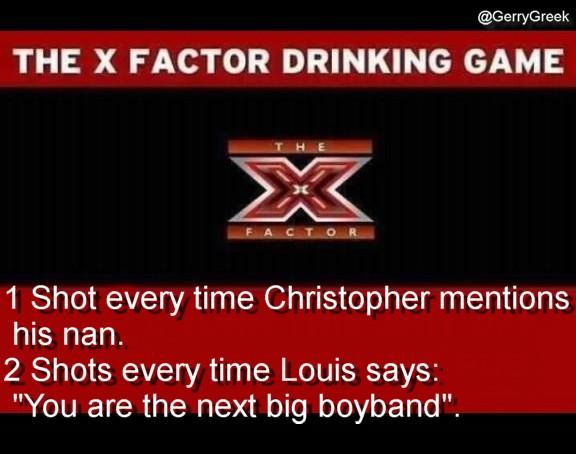 @GerryGreek
THE X FACTOR DRINKING GAME
THE
X
FACTOR
1 Shot every time Christopher mentions
his nan.
2 Shots every time Louis says:
"You are the next big boyband".